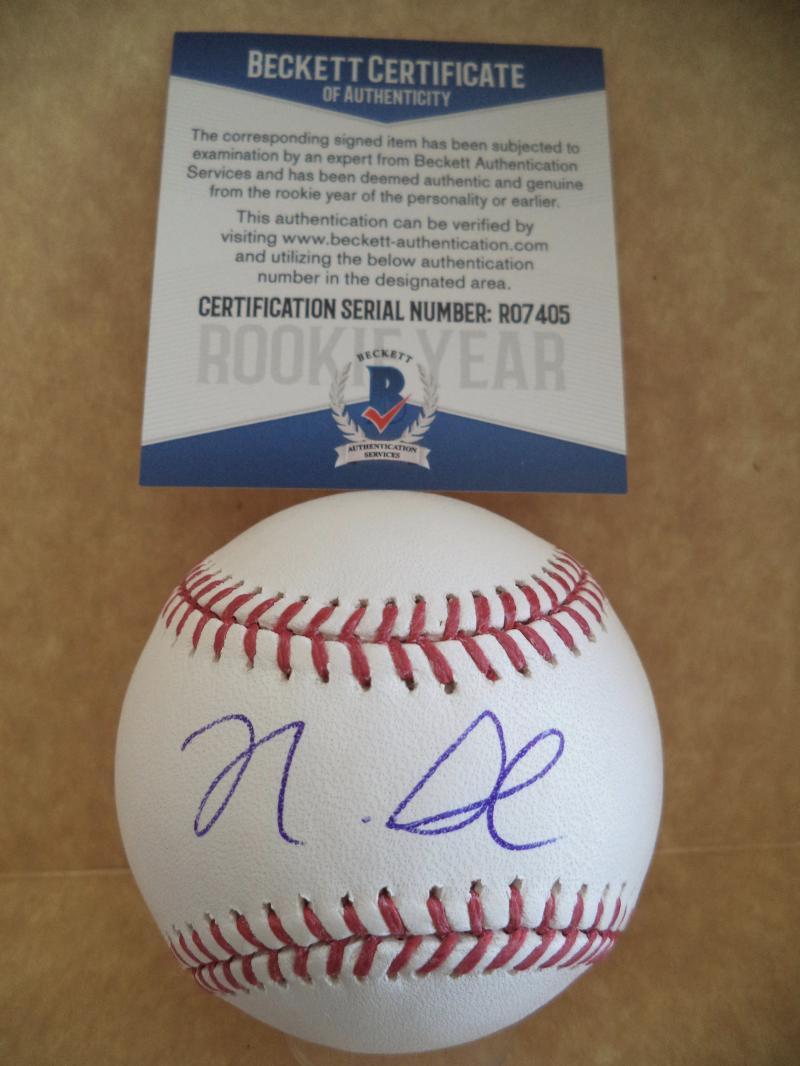 BECKETT CERTIFICATE
OF AUTHENTICITY
The corresponding signed item has been subjected to
examination by an expert from Beckett Authentication
Services and has been deemed authentic and genuine
from the rookie year of the personality or earlier.
This authentication can be verified by
visiting www.beckett-authentication.com
and utilizing the below authentication
number in the designated area.
CERTIFICATION SERIAL NUMBER: R07405
ROOKIE YEAR
BECKETT
B
AUTHENTICATION
SERVICES